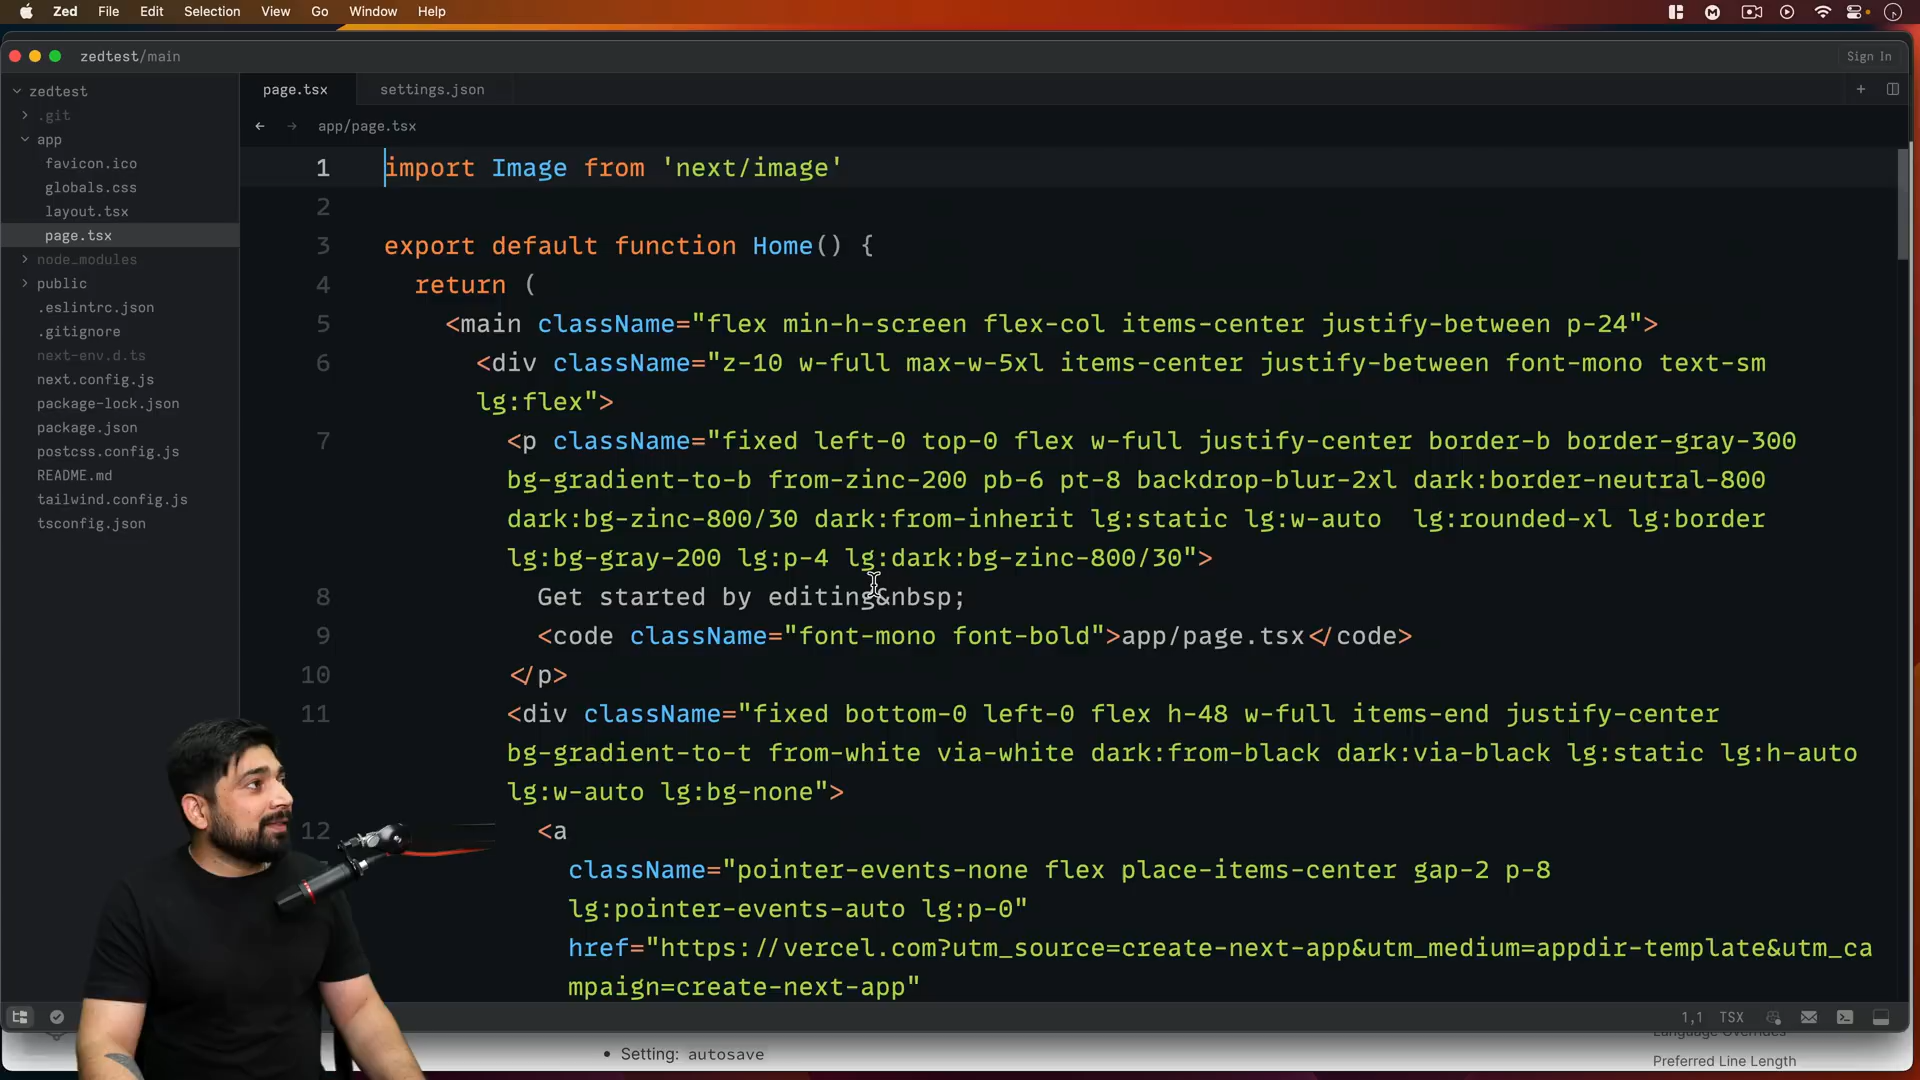 Zed File Edit Selection View Go Window Help
zedtest/main Sign In
zedtest
.git
app
favicon.ico
globals.css
layout.tsx
page.tsx
node_modules
public
.eslintrc.json
.gitignore
next-env.d.ts
next.config.js
package-lock.json
package.json
postcss.config.js
README.md
tailwind.config.js
tsconfig.json
page.tsx settings.json
app/page.tsx
1 import Image from 'next/image'
2
3 export default function Home() {
4 return (
5 <main className="flex min-h-screen flex-col items-center justify-between p-24">
6 <div className="z-10 w-full max-w-5xl items-center justify-between font-mono text-sm
lg:flex">
7 <p className="fixed left-0 top-0 flex w-full justify-center border-b border-gray-300
bg-gradient-to-b from-zinc-200 pb-6 pt-8 backdrop-blur-2xl dark:border-neutral-800
dark:bg-zinc-800/30 dark:from-inherit lg:static lg:w-auto  lg:rounded-xl lg:border
lg:bg-gray-200 lg:p-4 lg:dark:bg-zinc-800/30">
8 Get started by editing&nbsp;
9 <code className="font-mono font-bold">app/page.tsx</code>
10 </p>
11 <div className="fixed bottom-0 left-0 flex h-48 w-full items-end justify-center
bg-gradient-to-t from-white via-white dark:from-black dark:via-black lg:static lg:h-auto
lg:w-auto lg:bg-none">
12 <a
className="pointer-events-none flex place-items-center gap-2 p-8
lg:pointer-events-auto lg:p-0"
href="https://vercel.com?utm_source=create-next-app&utm_medium=appdir-template&utm_ca
mpaign=create-next-app"
1,1 TSX
• Setting: autosave
Language Overrides
Preferred Line Length